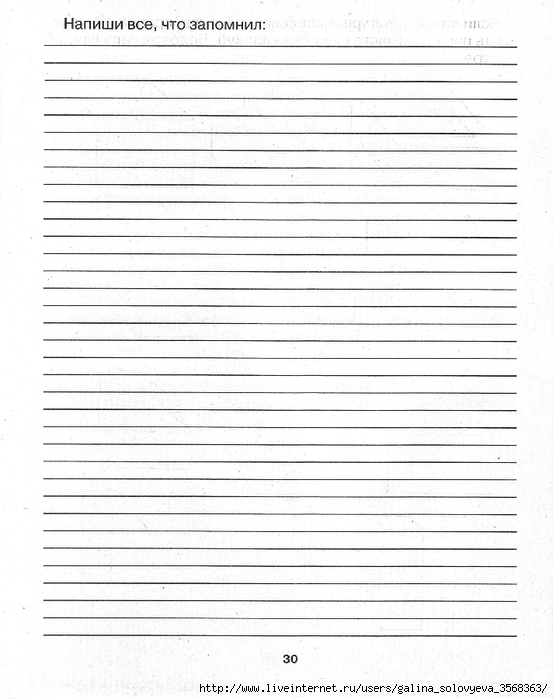 Напиши все, что запомнил:
30
http://www.liveinternet.ru/users/galina_solovyeva_3568363/